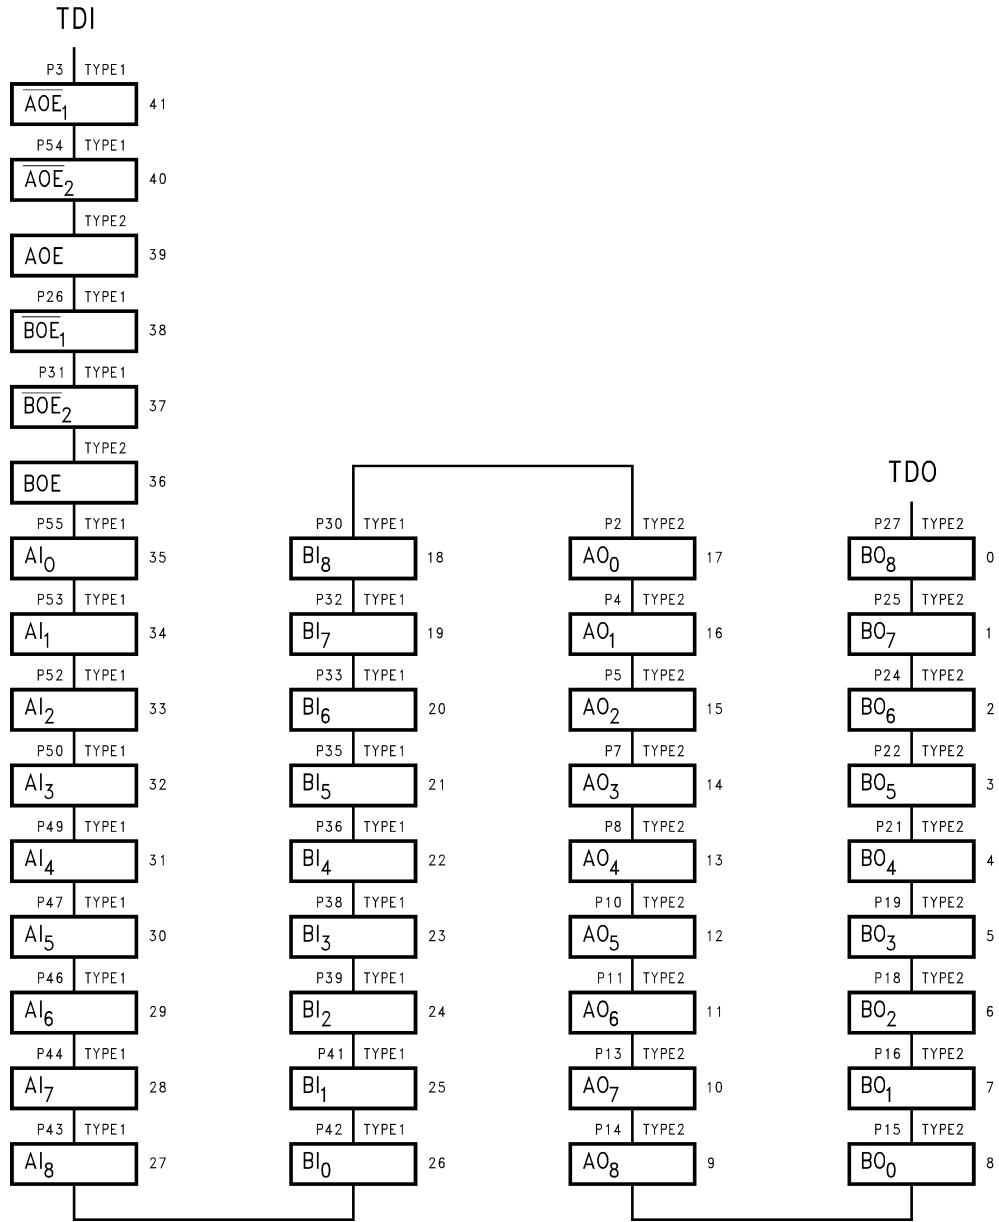 TDI
P3 TYPE1
AOE1 41
P54 TYPE1
AOE2 40
TYPE2
AOE 39
P26 TYPE1
BOE1 38
P31 TYPE1
BOE2 37
TYPE2
BOE 36
P55 TYPE1
AI0 35
P53 TYPE1
AI1 34
P52 TYPE1
AI2 33
P50 TYPE1
AI3 32
P49 TYPE1
AI4 31
P47 TYPE1
AI5 30
P46 TYPE1
AI6 29
P44 TYPE1
AI7 28
P43 TYPE1
AI8 27
P30 TYPE1
BI8 18
P32 TYPE1
BI7 19
P33 TYPE1
BI6 20
P35 TYPE1
BI5 21
P36 TYPE1
BI4 22
P38 TYPE1
BI3 23
P39 TYPE1
BI2 24
P41 TYPE1
BI1 25
P42 TYPE1
BI0 26
P2 TYPE2
AO0 17
P4 TYPE2
AO1 16
P5 TYPE2
AO2 15
P7 TYPE2
AO3 14
P8 TYPE2
AO4 13
P10 TYPE2
AO5 12
P11 TYPE2
AO6 11
P13 TYPE2
AO7 10
P14 TYPE2
AO8 9
TDO
P27 TYPE2
BO8 0
P25 TYPE2
BO7 1
P24 TYPE2
BO6 2
P22 TYPE2
BO5 3
P21 TYPE2
BO4 4
P19 TYPE2
BO3 5
P18 TYPE2
BO2 6
P16 TYPE2
BO1 7
P15 TYPE2
BO0 8